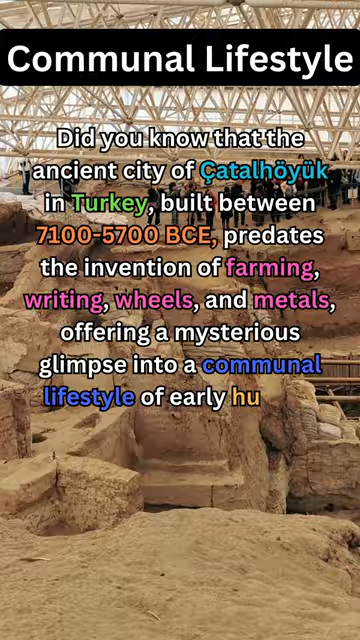 Communal Lifestyle
Did you know that the
ancient city of Çatalhöyük
in Turkey, built between
7100-5700 BCE, predates
the invention of farming,
writing, wheels, and metals,
offering a mysterious
glimpse into a communal
lifestyle of early hu